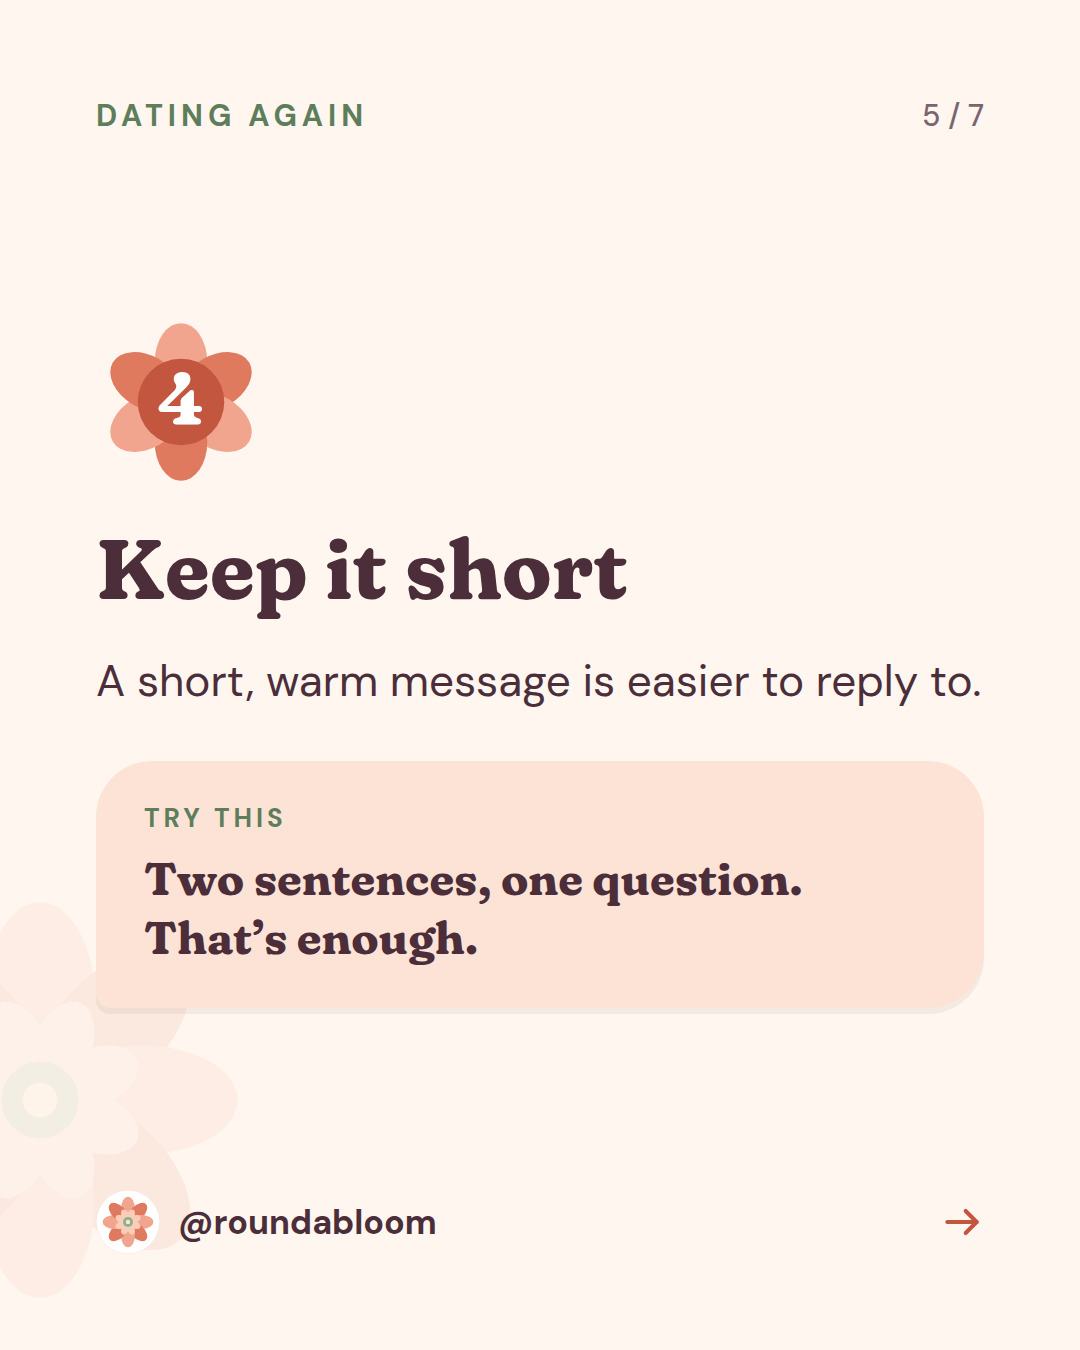 DATING AGAIN
5 / 7
4
Keep it short
A short, warm message is easier to reply to.
TRY THIS
Two sentences, one question.
That’s enough.
@roundabloom